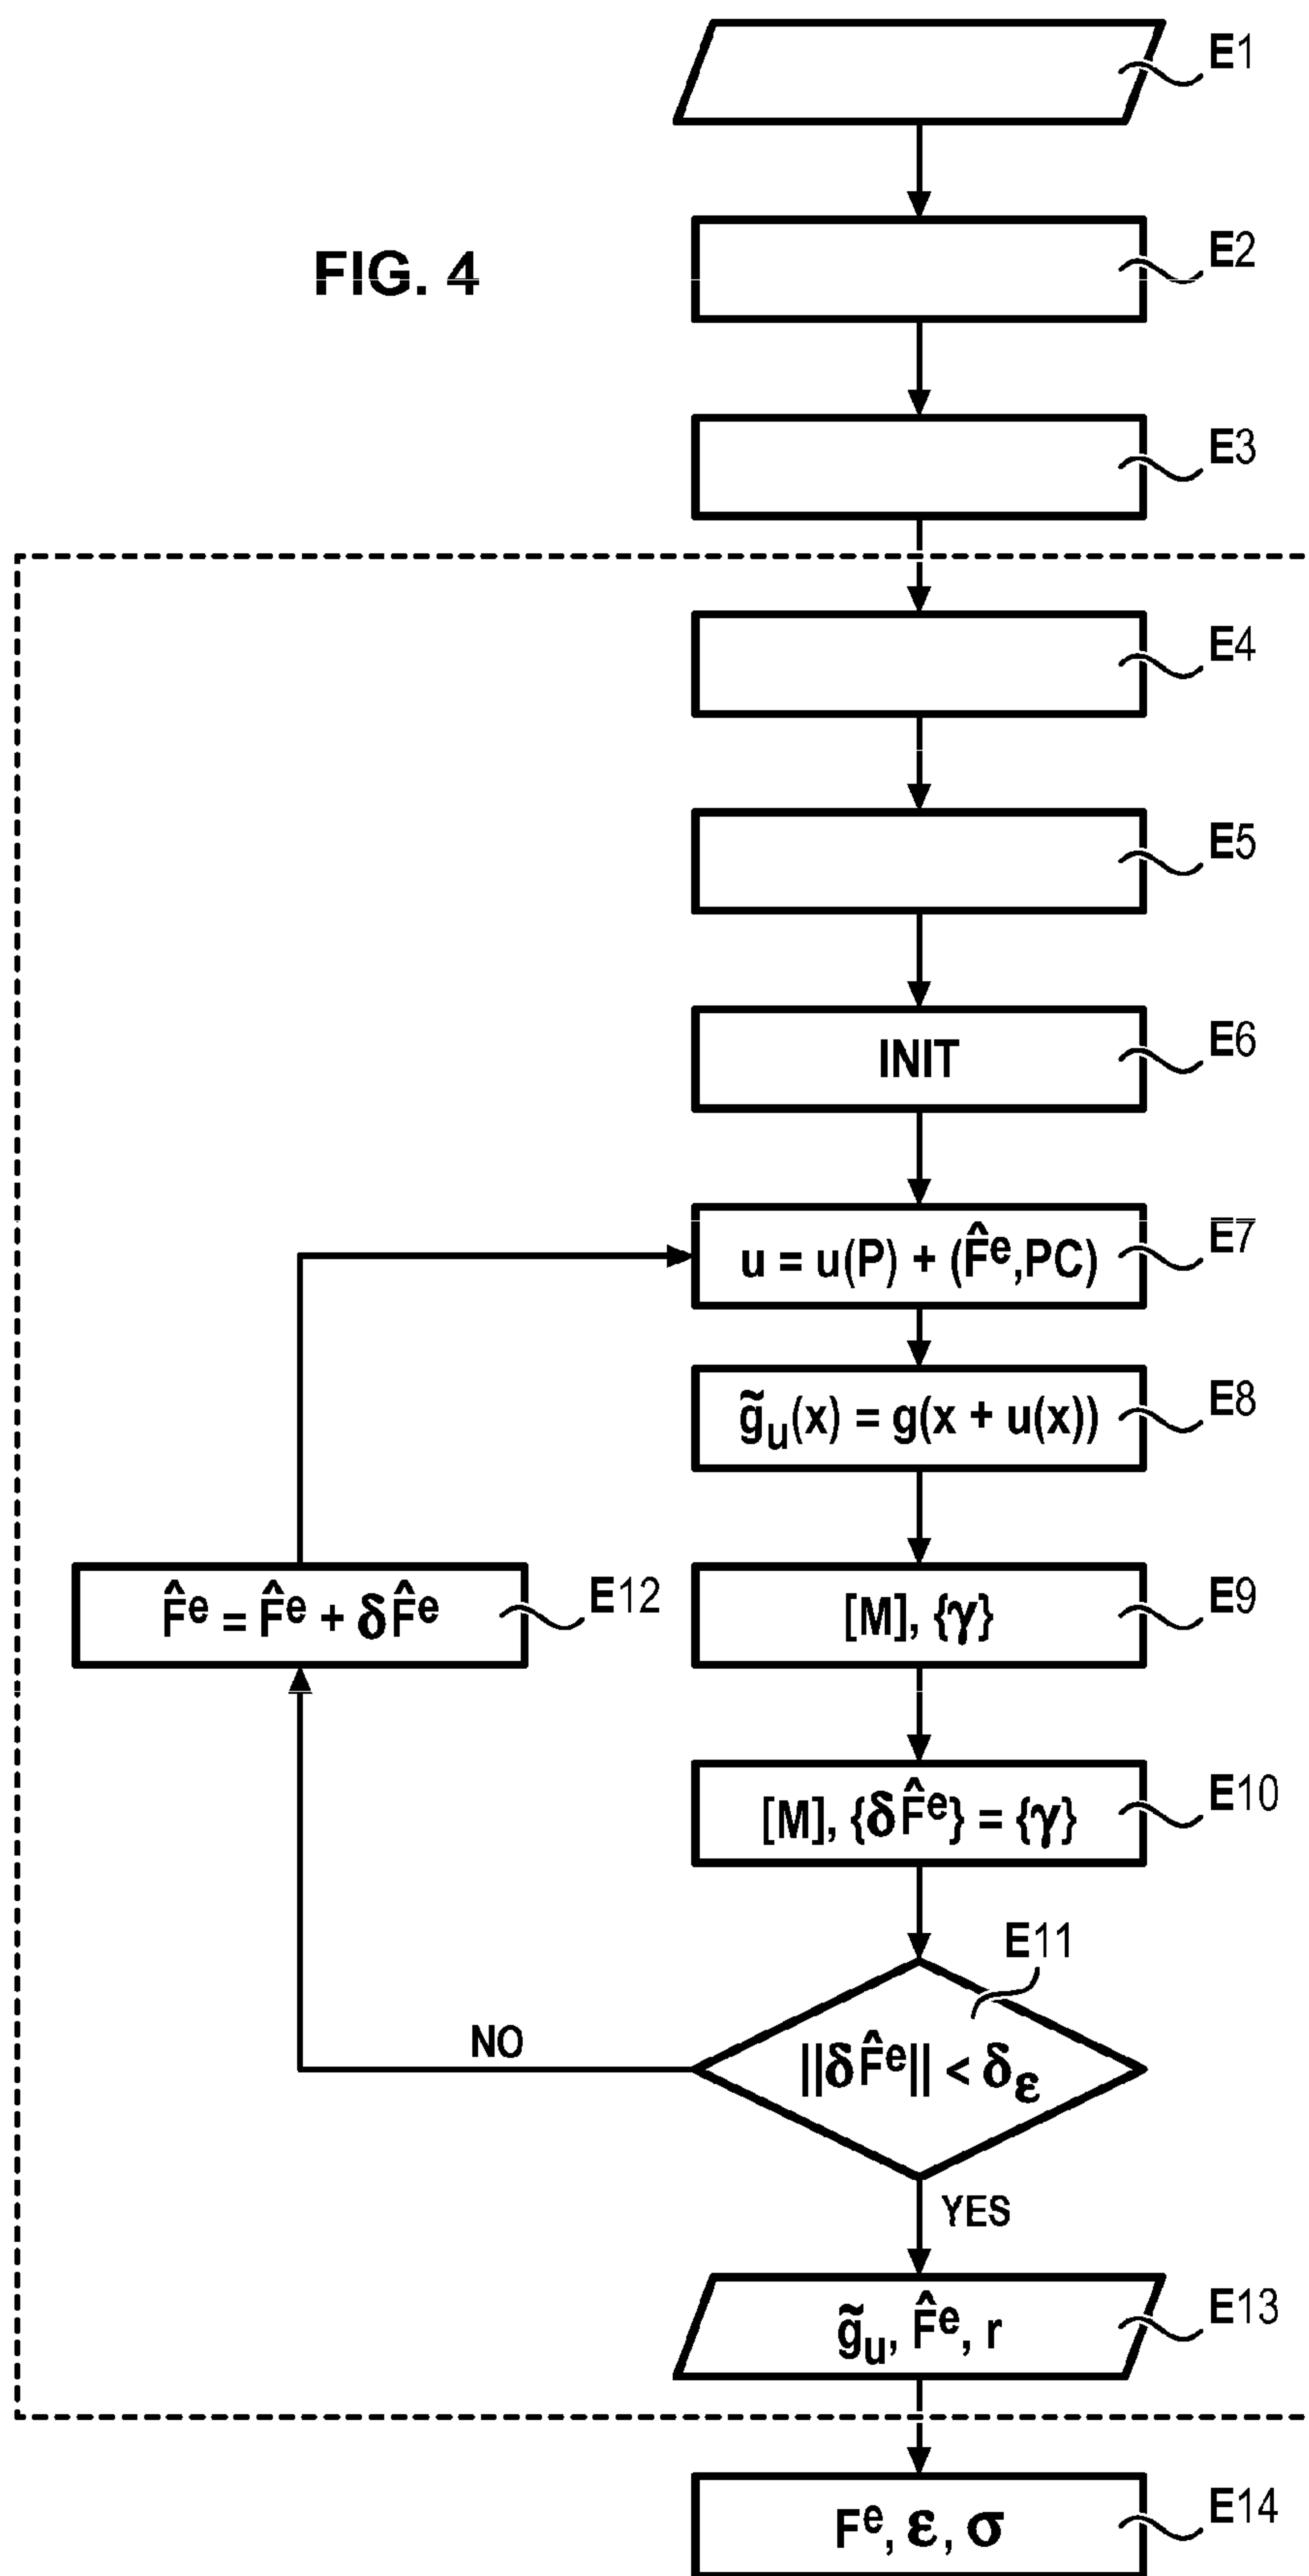 E1
FIG. 4
E2
E3
E4
E5
INIT
E6
u = u(P) + (F̂ᵉ,PC)
E7
g̃ᵤ(x) = g(x + u(x))
E8
F̂ᵉ = F̂ᵉ + δF̂ᵉ
E12
[M], {γ}
E9
[M], {δF̂ᵉ} = {γ}
E10
E11
||δF̂ᵉ|| < δ_ε
NO
YES
g̃ᵤ, F̂ᵉ, r
E13
Fᵉ, ε, σ
E14